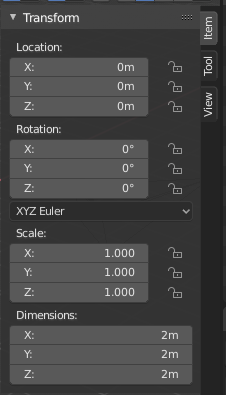 Transform
Location:
X: 0m
Y: 0m
Z: 0m
Rotation:
X: 0°
Y: 0°
Z: 0°
XYZ Euler
Scale:
X: 1.000
Y: 1.000
Z: 1.000
Dimensions:
X: 2m
Y: 2m
Z: 2m
Item
Tool
View